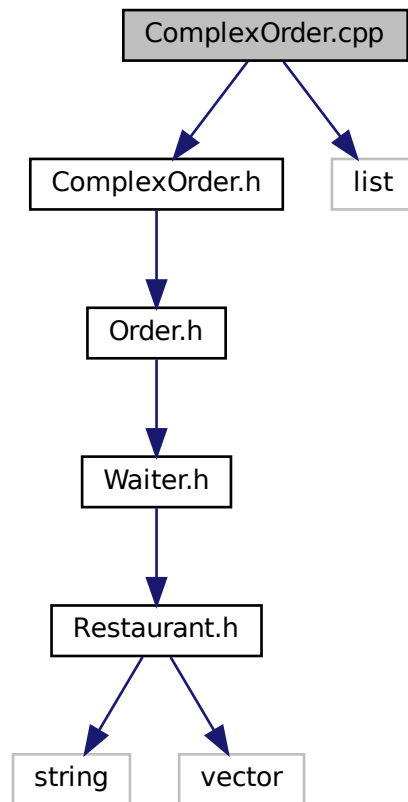 ComplexOrder.cpp
ComplexOrder.h
list
Order.h
Waiter.h
Restaurant.h
string
vector